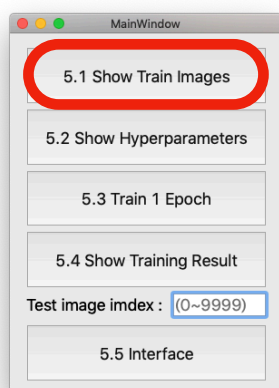 MainWindow
5.1 Show Train Images
5.2 Show Hyperparameters
5.3 Train 1 Epoch
5.4 Show Training Result
Test image imdex : (0~9999)
5.5 Interface